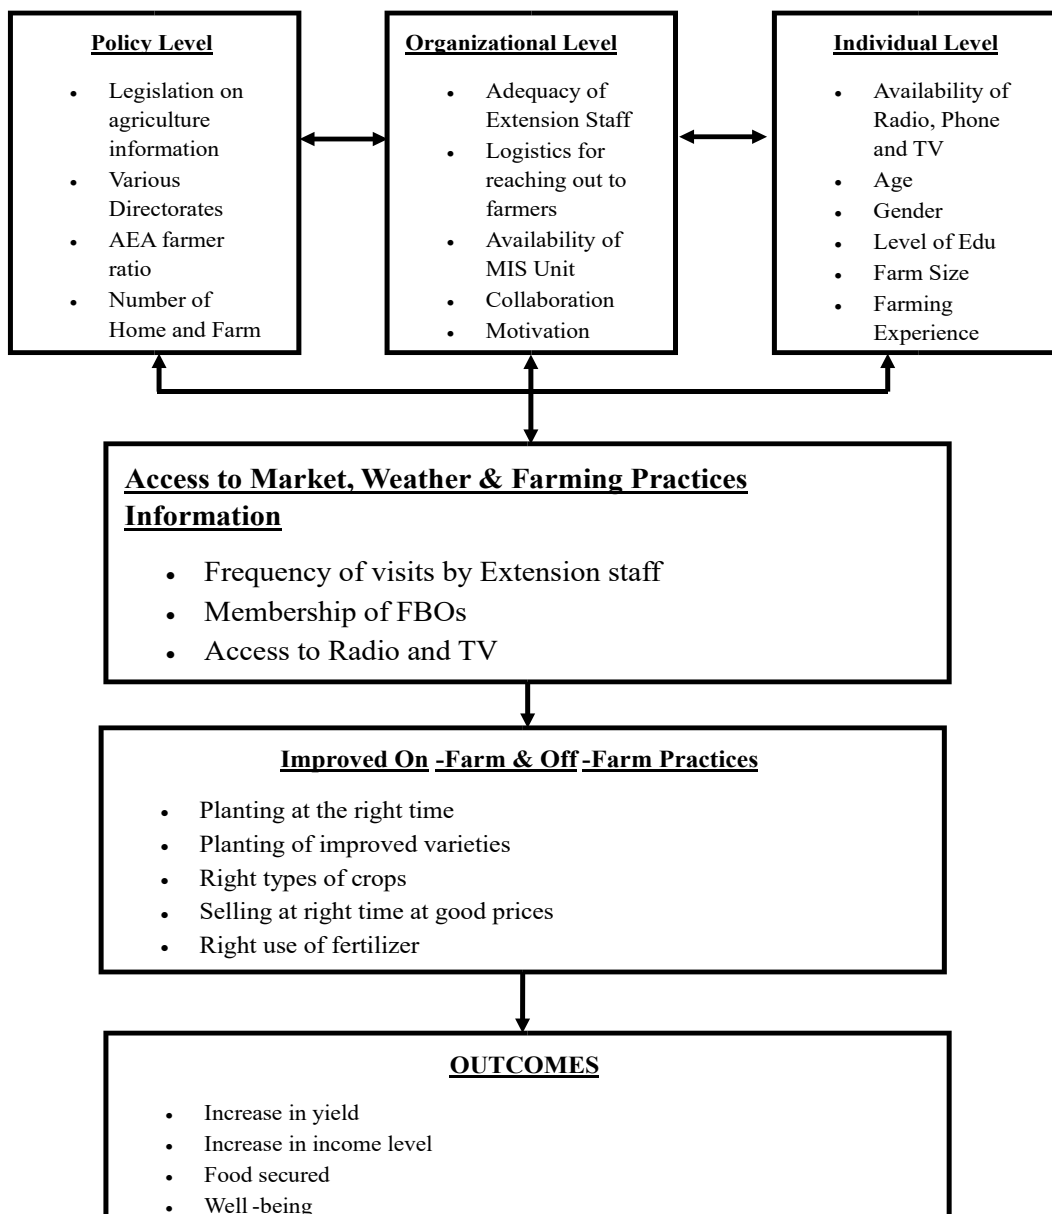 Policy Level
Legislation on
agriculture
information
Various
Directorates
AEA farmer
ratio
Number of
Home and Farm
Organizational Level
Adequacy of
Extension Staff
Logistics for
reaching out to
farmers
Availability of
MIS Unit
Collaboration
Motivation
Individual Level
Availability of
Radio, Phone
and TV
Age
Gender
Level of Edu
Farm Size
Farming
Experience
Access to Market, Weather & Farming Practices
Information
Frequency of visits by Extension staff
Membership of FBOs
Access to Radio and TV
Improved On -Farm & Off -Farm Practices
Planting at the right time
Planting of improved varieties
Right types of crops
Selling at right time at good prices
Right use of fertilizer
OUTCOMES
Increase in yield
Increase in income level
Food secured
Well -being